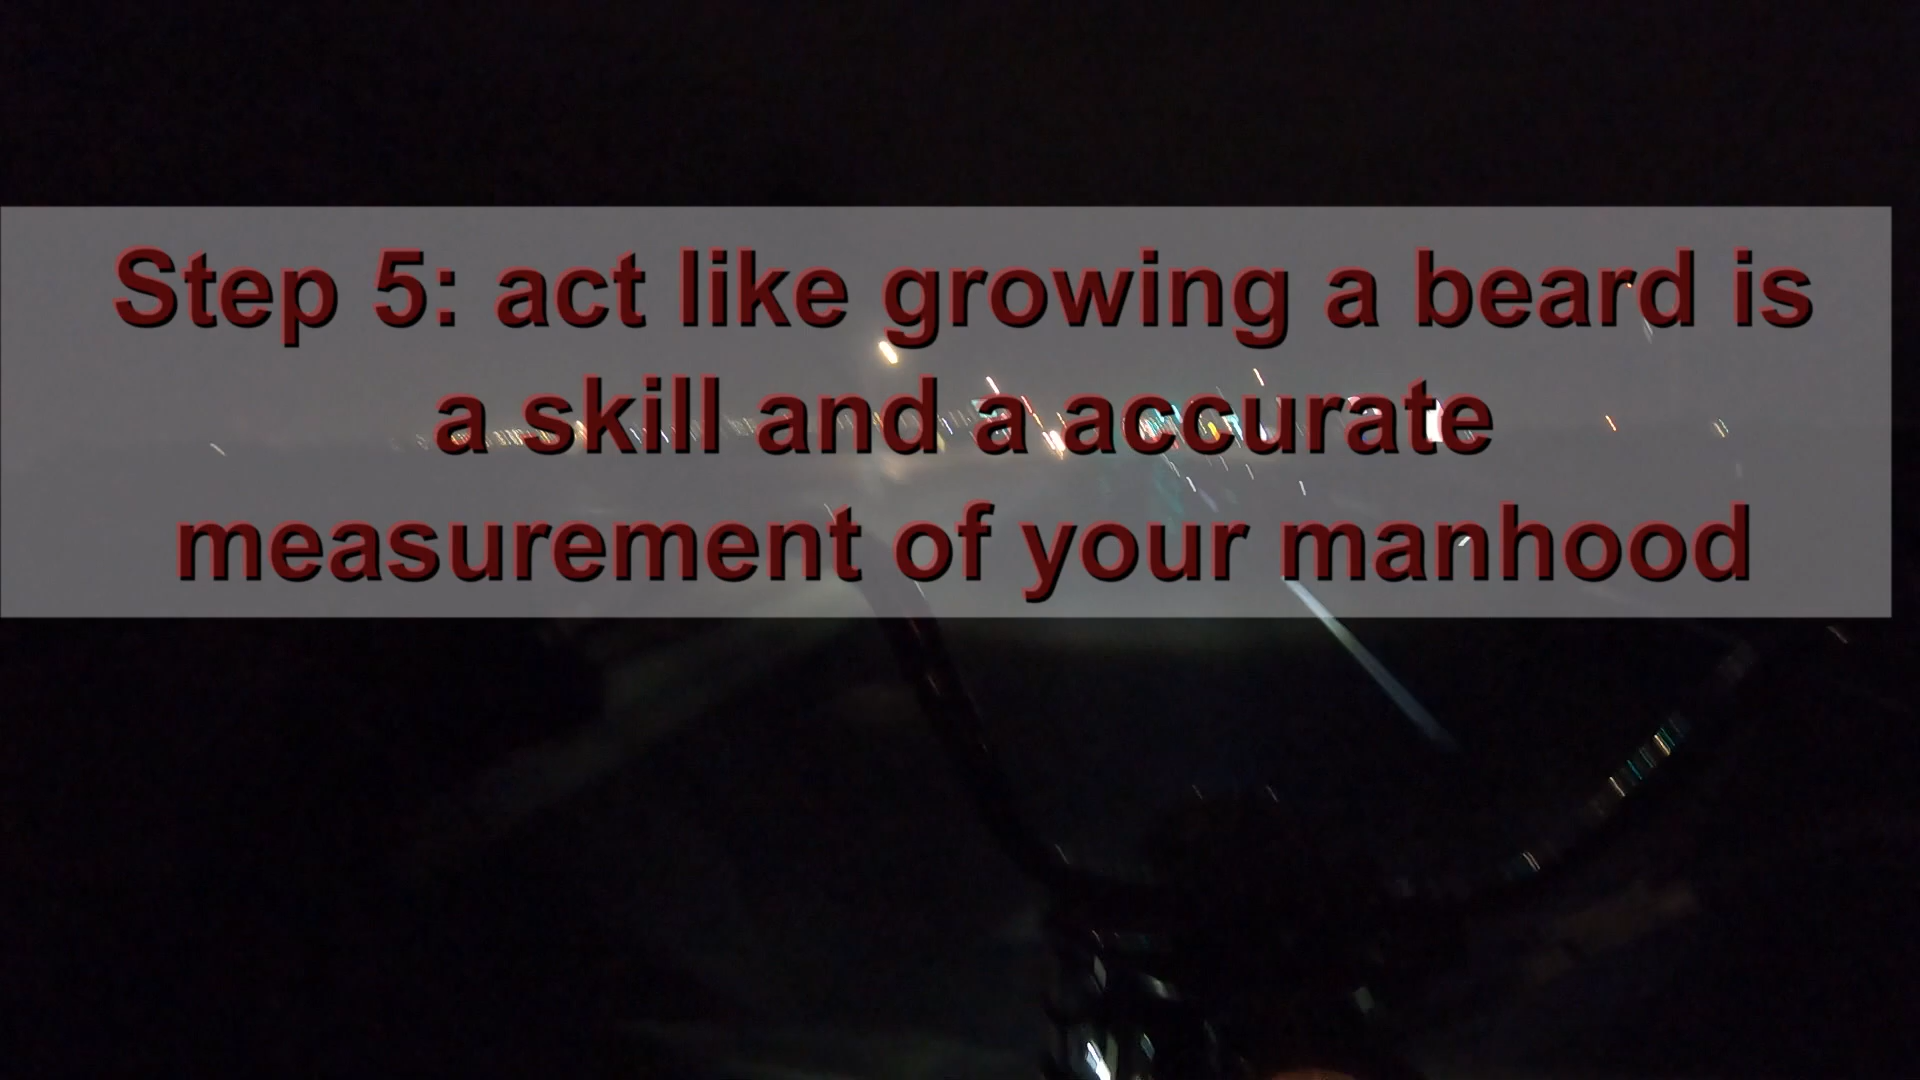 Step 5: act like growing a beard is
a skill and a accurate
measurement of your manhood